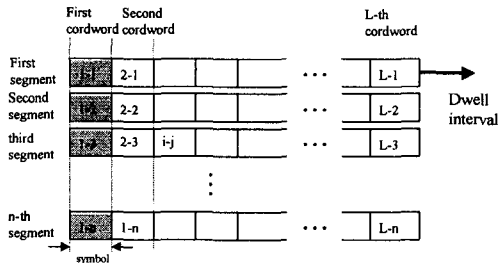 First cordword Second cordword L-th cordword
First segment 1-1 2-1 ... L-1
Dwell interval
Second segment 1-2 2-2 L-2
third segment 1-3 2-3 i-j ... L-3
n-th segment 1-n 1-n ... L-n
symbol